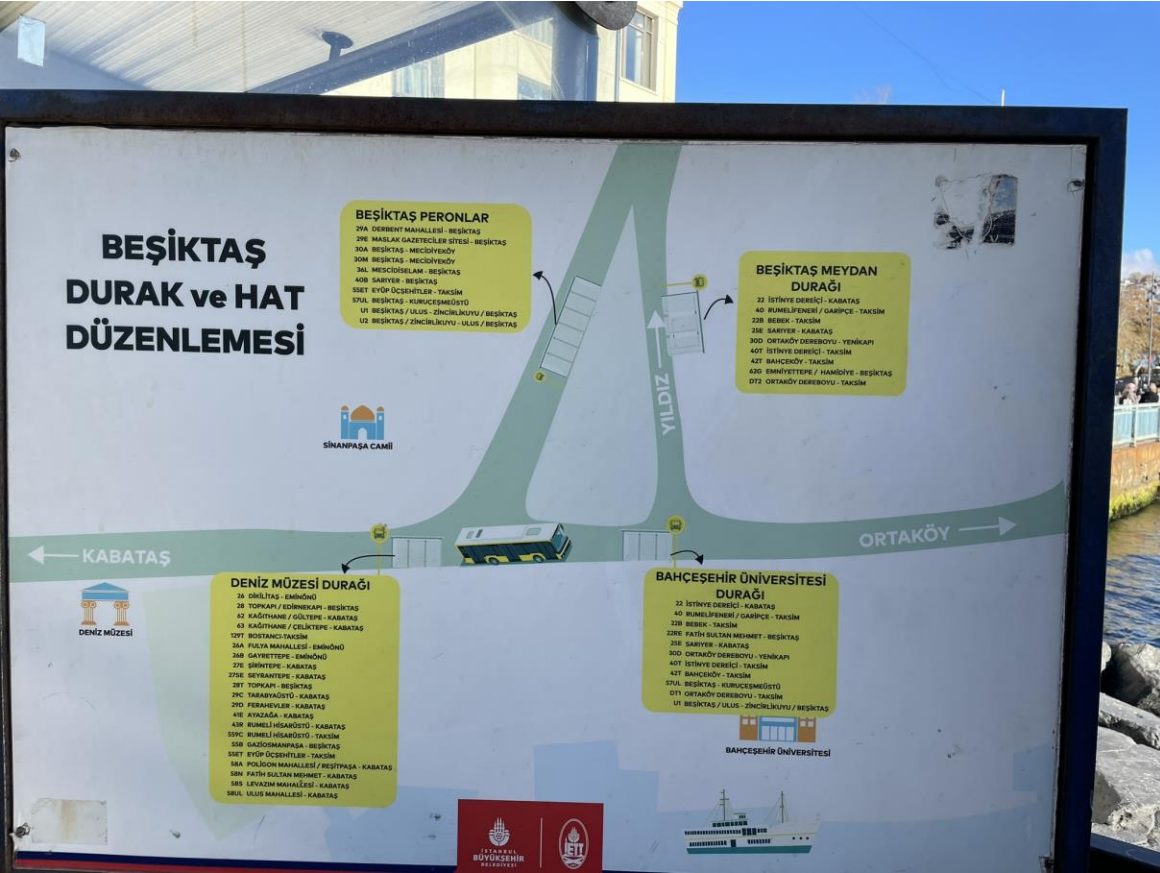 BEŞİKTAŞ
DURAK ve HAT
DÜZENLEMESİ
BEŞİKTAŞ PERONLAR
29A DERBENT MAHALLESİ - BEŞİKTAŞ
29E MASLAK GAZETECİLER SİTESİ - BEŞİKTAŞ
30A BEŞİKTAŞ - MECİDİYEKÖY
30M BEŞİKTAŞ - MECİDİYEKÖY
36L MESCİDİSELAM - BEŞİKTAŞ
40B SARIYER - BEŞİKTAŞ
55ET EYÜP ÜÇŞEHİTLER - TAKSİM
57UL BEŞİKTAŞ - KURUÇEŞMEÜSTÜ
U1 BEŞİKTAŞ / ULUS - ZİNCİRLİKUYU / BEŞİKTAŞ
U2 BEŞİKTAŞ / ZİNCİRLİKUYU - ULUS / BEŞİKTAŞ
BEŞİKTAŞ MEYDAN
DURAĞI
22 İSTİNYE DEREİÇİ - KABATAŞ
40 RUMELİFENERİ / GARİPÇE - TAKSİM
22B BEBEK - TAKSİM
25E SARIYER - KABATAŞ
30D ORTAKÖY DEREBOYU - YENİKAPI
40T İSTİNYE DEREİÇİ - TAKSİM
42T BAHÇEKÖY - TAKSİM
62G EMNİYETTEPE / HAMİDİYE - BEŞİKTAŞ
DT2 ORTAKÖY DEREBOYU - TAKSİM
YILDIZ
SİNANPAŞA CAMİİ
KABATAŞ
ORTAKÖY
DENİZ MÜZESİ
DENİZ MÜZESİ DURAĞI
26 DİKİLİTAŞ - EMİNÖNÜ
28 TOPKAPI / EDİRNEKAPI - BEŞİKTAŞ
62 KAĞITHANE / GÜLTEPE - KABATAŞ
63 KAĞITHANE / ÇELİKTEPE - KABATAŞ
129T BOSTANCI-TAKSİM
26A FULYA MAHALLESİ - EMİNÖNÜ
26B GAYRETTEPE - EMİNÖNÜ
27E ŞİRİNTEPE - KABATAŞ
27SE SEYRANTEPE - KABATAŞ
28T TOPKAPI - BEŞİKTAŞ
29C TARABYAÜSTÜ - KABATAŞ
29D FERAHEVLER - KABATAŞ
41E AYAZAĞA - KABATAŞ
43R RUMELİ HİSARÜSTÜ - KABATAŞ
559C RUMELİ HİSARÜSTÜ - TAKSİM
55B GAZİOSMANPAŞA - BEŞİKTAŞ
55ET EYÜP ÜÇŞEHİTLER - TAKSİM
58A POLİGON MAHALLESİ / REŞİTPAŞA - KABATAŞ
58N FATİH SULTAN MEHMET - KABATAŞ
58S LEVAZIM MAHALLESİ - KABATAŞ
58UL ULUS MAHALLESİ - KABATAŞ
BAHÇEŞEHİR ÜNİVERSİTESİ
DURAĞI
22 İSTİNYE DEREİÇİ - KABATAŞ
40 RUMELİFENERİ / GARİPÇE - TAKSİM
22B BEBEK - TAKSİM
22RE FATİH SULTAN MEHMET - BEŞİKTAŞ
25E SARIYER - KABATAŞ
30D ORTAKÖY DEREBOYU - YENİKAPI
40T İSTİNYE DEREİÇİ - TAKSİM
42T BAHÇEKÖY - TAKSİM
57UL BEŞİKTAŞ - KURUÇEŞMEÜSTÜ
DT1 ORTAKÖY DEREBOYU - TAKSİM
U1 BEŞİKTAŞ / ULUS - ZİNCİRLİKUYU / BEŞİKTAŞ
BAHÇEŞEHİR ÜNİVERSİTESİ
İSTANBUL
BÜYÜKŞEHİR
BELEDİYESİ
İETT